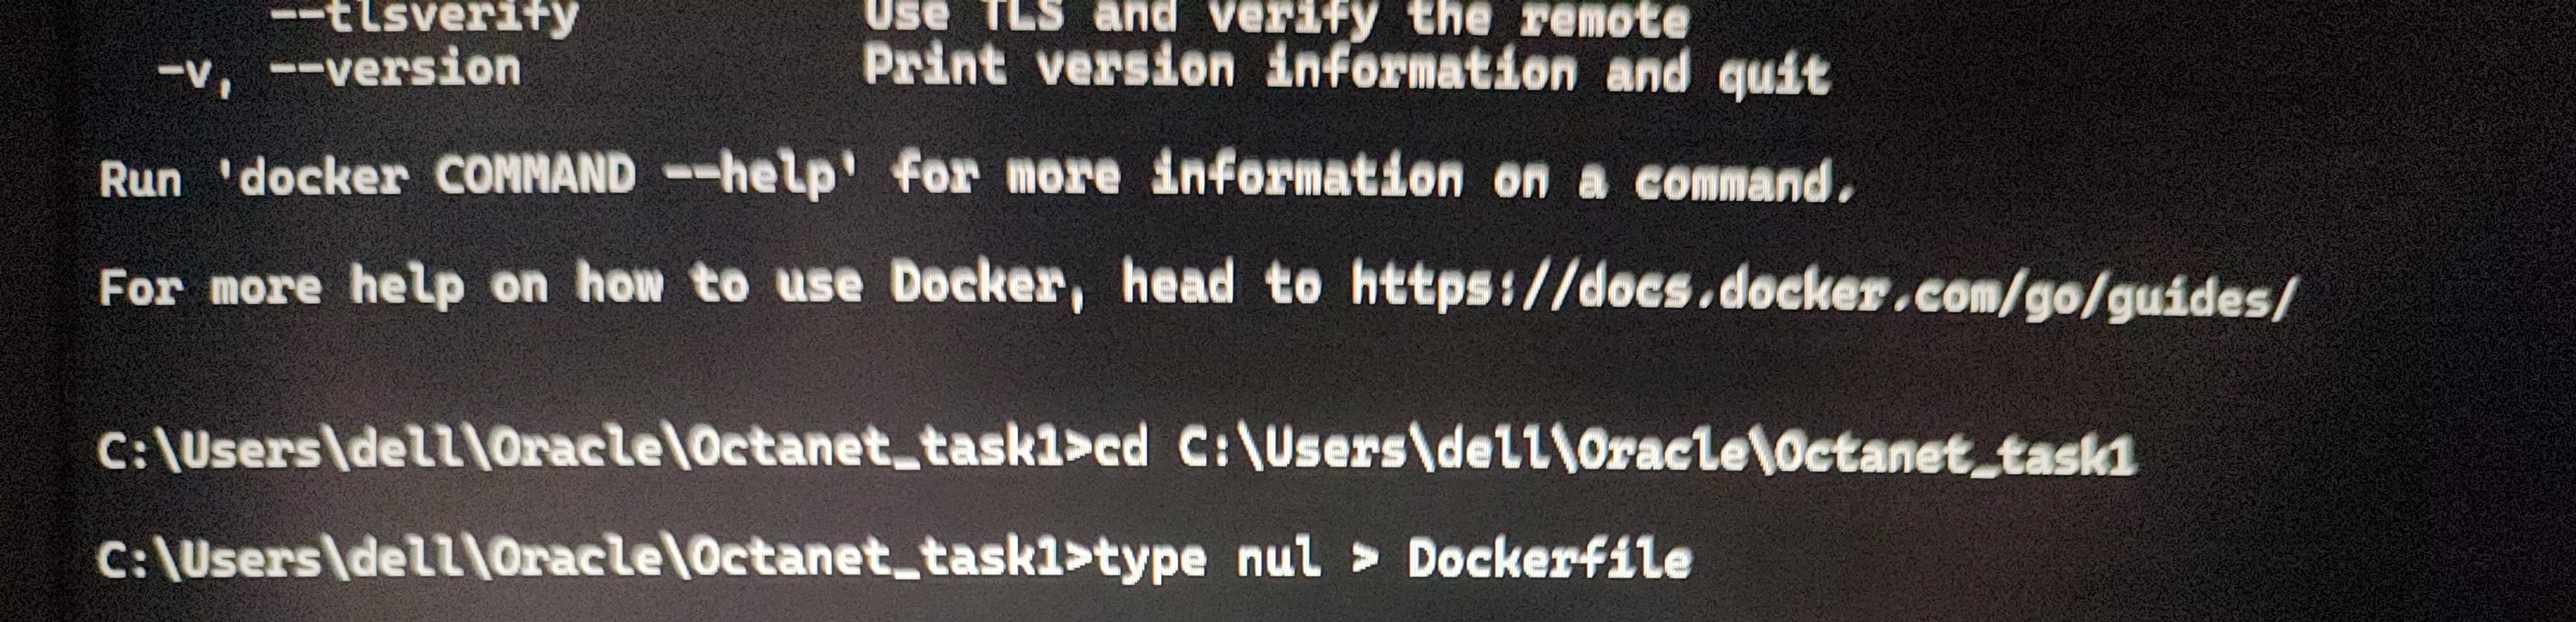 --tlsverify Use TLS and verify the remote
-v, --version Print version information and quit
Run 'docker COMMAND --help' for more information on a command.
For more help on how to use Docker, head to https://docs.docker.com/go/guides/
C:\Users\dell\Oracle\Octanet_task1>cd C:\Users\dell\Oracle\Octanet_task1
C:\Users\dell\Oracle\Octanet_task1>type nul > Dockerfile